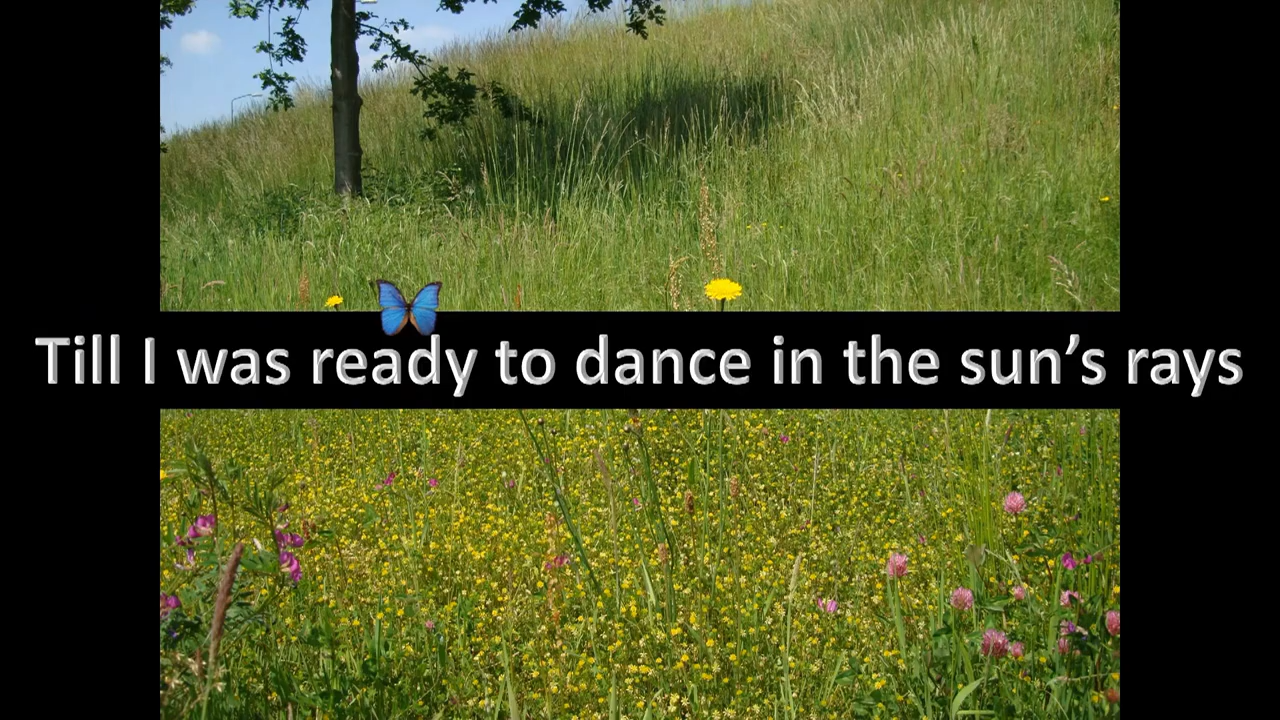 Till I was ready to dance in the sun’s rays